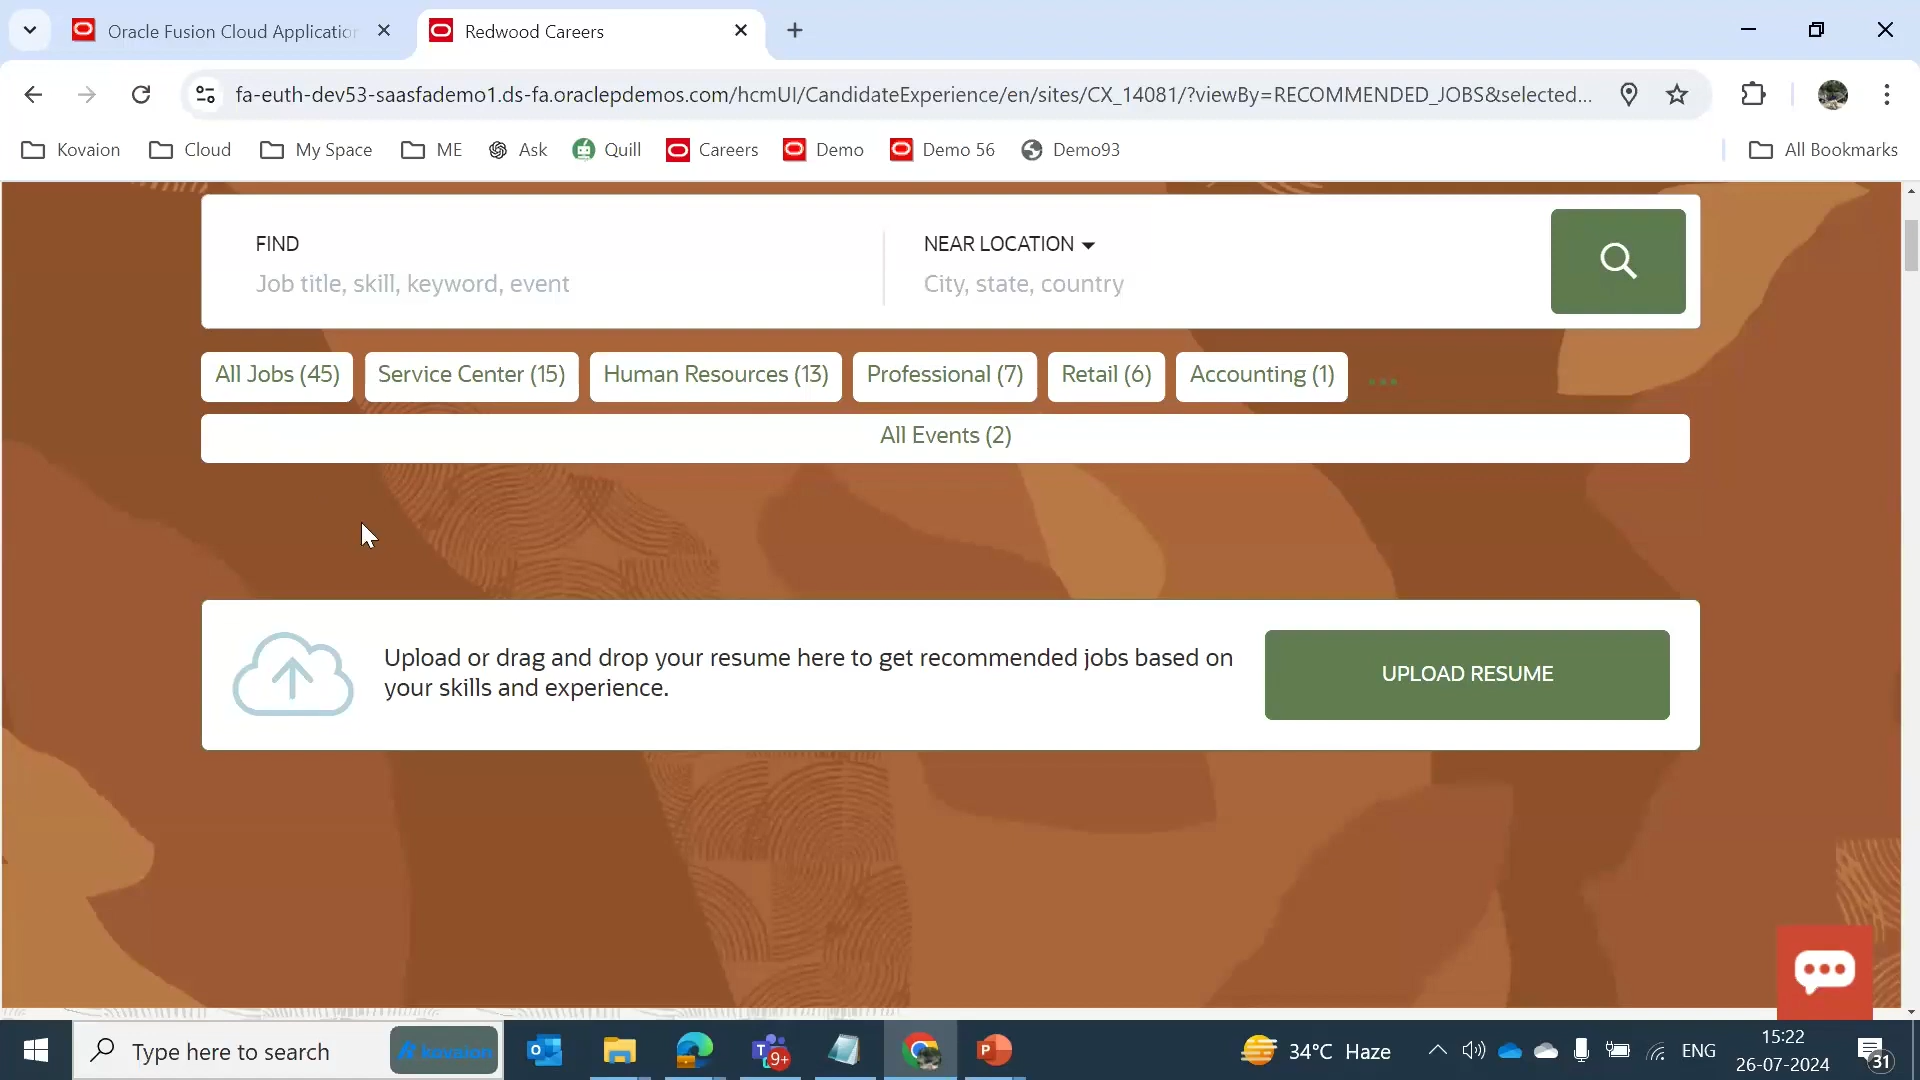 Oracle Fusion Cloud Application
Redwood Careers
fa-euth-dev53-saasfademo1.ds-fa.oraclepdemos.com/hcmUI/CandidateExperience/en/sites/CX_14081/?viewBy=RECOMMENDED_JOBS&selected...
Kovaion Cloud My Space ME Ask Quill Careers Demo Demo 56 Demo93 All Bookmarks
FIND
Job title, skill, keyword, event
NEAR LOCATION
City, state, country
All Jobs (45) Service Center (15) Human Resources (13) Professional (7) Retail (6) Accounting (1) ...
All Events (2)
Upload or drag and drop your resume here to get recommended jobs based on
your skills and experience.
UPLOAD RESUME
Type here to search
kovaion
9+
34°C Haze
ENG
15:22
26-07-2024
31